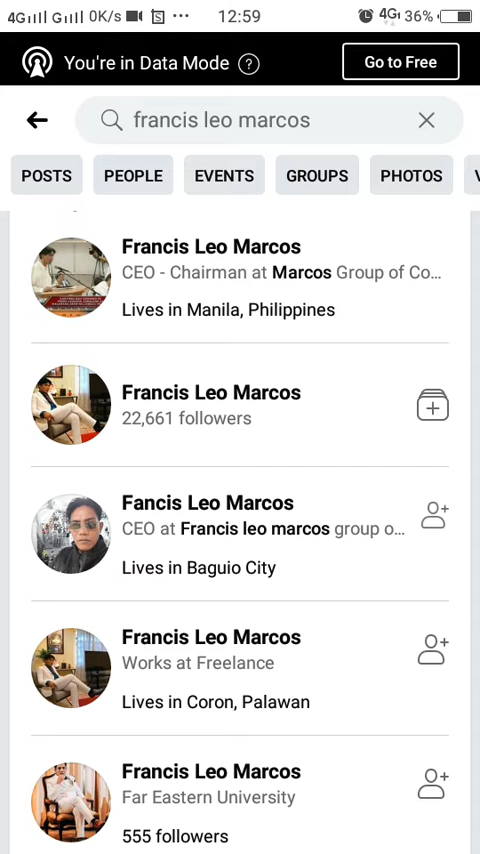 4G 4G G 0K/s S ... 12:59 4G 36%
You're in Data Mode ? Go to Free
francis leo marcos
POSTS PEOPLE EVENTS GROUPS PHOTOS
Francis Leo Marcos
CEO - Chairman at Marcos Group of Co...
Lives in Manila, Philippines
Francis Leo Marcos
22,661 followers
Fancis Leo Marcos
CEO at Francis leo marcos group o...
Lives in Baguio City
Francis Leo Marcos
Works at Freelance
Lives in Coron, Palawan
Francis Leo Marcos
Far Eastern University
555 followers